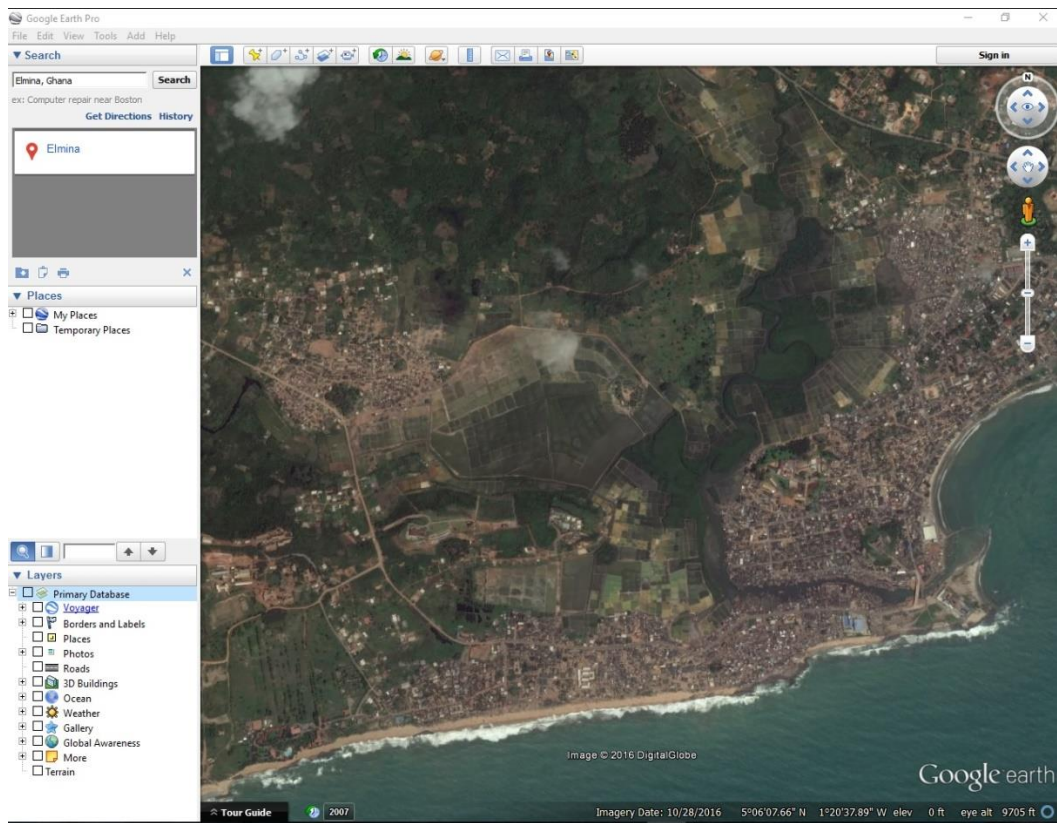 Google Earth Pro
File Edit View Tools Add Help
▼ Search
Elmina, Ghana Search
ex: Computer repair near Boston
Get Directions History
Elmina
▼ Places
My Places
Temporary Places
▼ Layers
Primary Database
Voyager
Borders and Labels
Places
Photos
Roads
3D Buildings
Ocean
Weather
Gallery
Global Awareness
More
Terrain
Sign in
N
Image © 2016 DigitalGlobe
Google earth
Tour Guide 2007 Imagery Date: 10/28/2016 5°06'07.66" N 1°20'37.89" W elev 0 ft eye alt 9705 ft